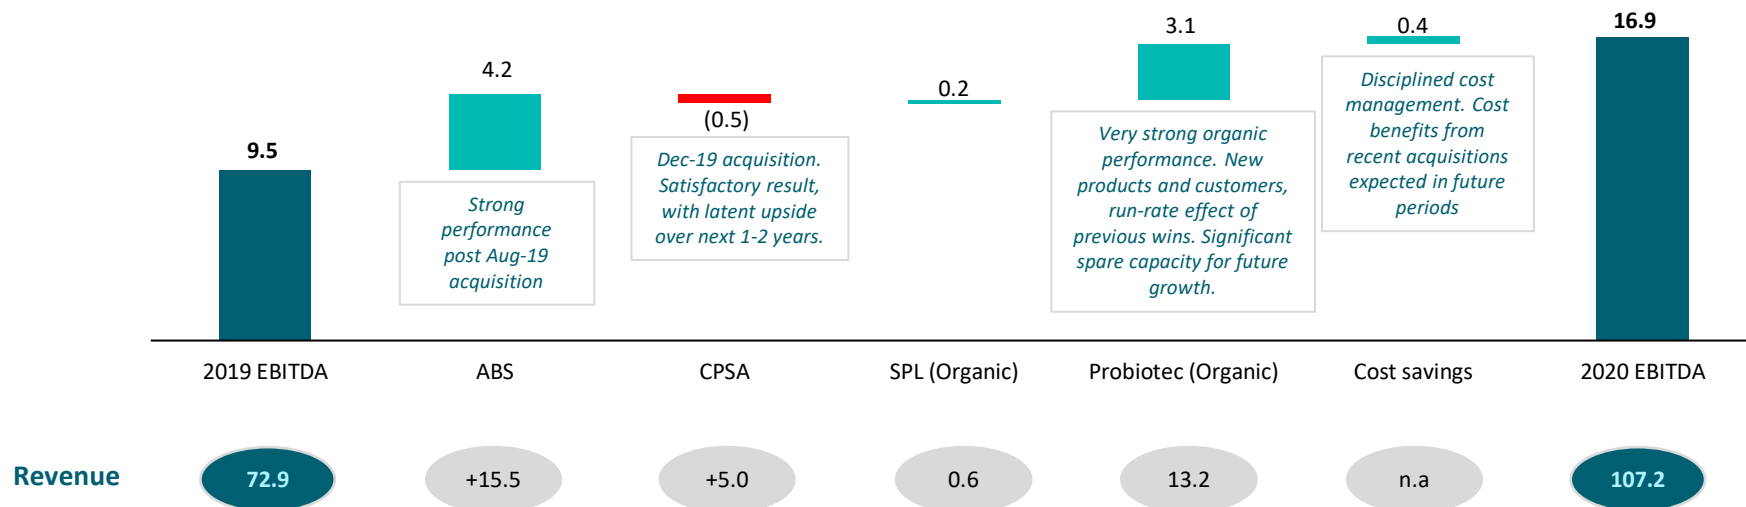 9.5
4.2
(0.5)
0.2
3.1
0.4
16.9
Strong
performance
post Aug-19
acquisition
Dec-19 acquisition.
Satisfactory result,
with latent upside
over next 1-2 years.
Very strong organic
performance. New
products and customers,
run-rate effect of
previous wins. Significant
spare capacity for future
growth.
Disciplined cost
management. Cost
benefits from
recent acquisitions
expected in future
periods
2019 EBITDA
ABS
CPSA
SPL (Organic)
Probiotec (Organic)
Cost savings
2020 EBITDA
Revenue
72.9
+15.5
+5.0
0.6
13.2
n.a
107.2